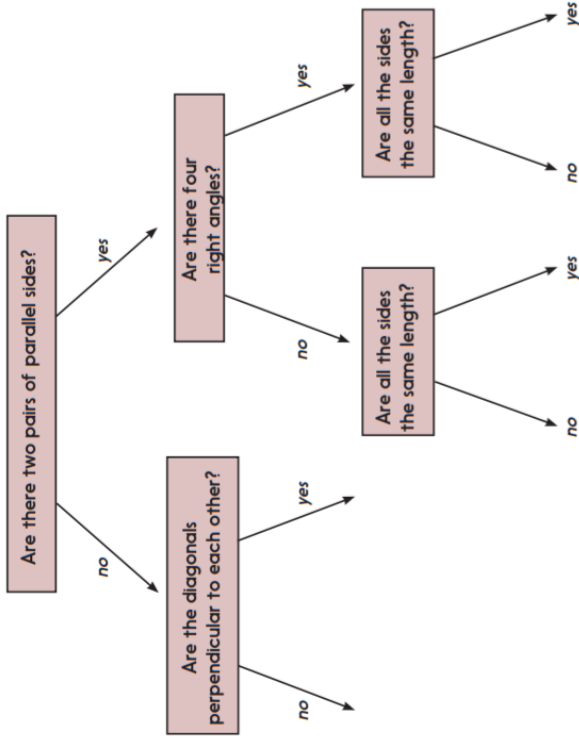 Are there two pairs of parallel sides?
no
yes
Are the diagonals
perpendicular to each other?
Are there four
right angles?
no
yes
no
yes
Are all the sides
the same length?
Are all the sides
the same length?
no
yes
no
yes